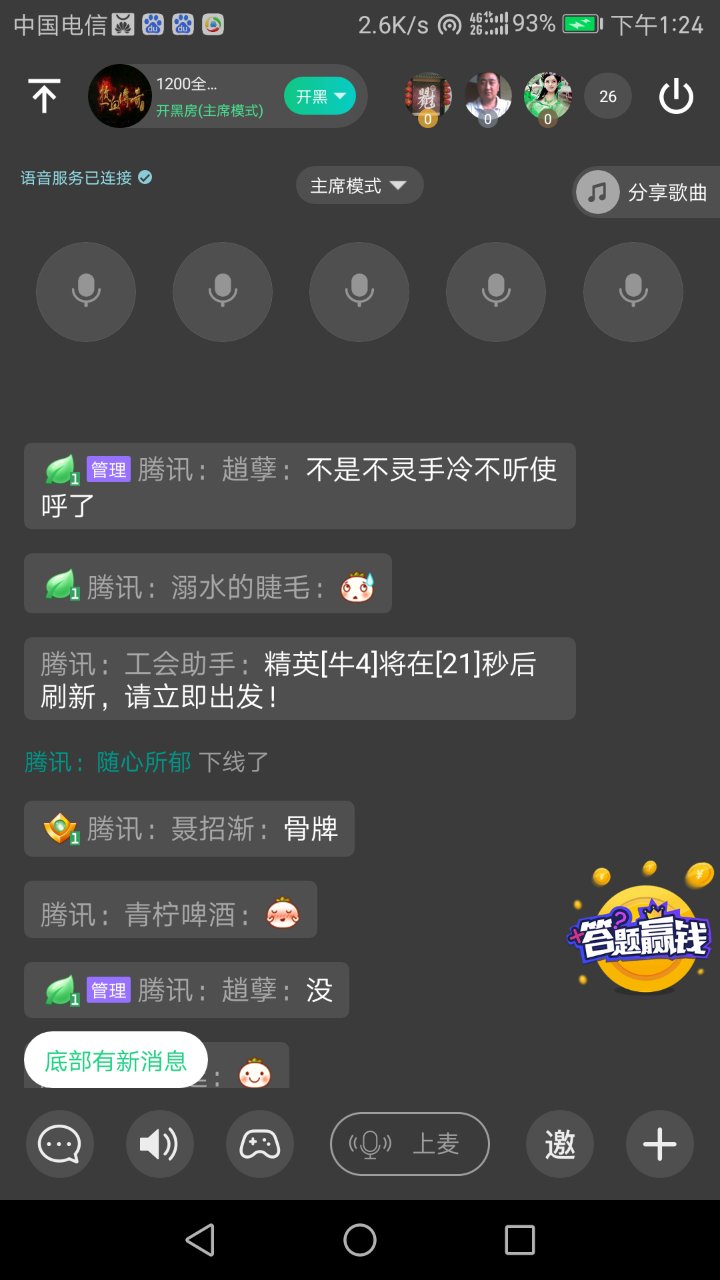 中国电信 2.6K/s 4G 2G 93% 下午1:24
1200全...
开黑房(主席模式)
开黑
0 0 0 26
语音服务已连接
主席模式
分享歌曲
1 管理 腾讯：趙孽：不是不灵手冷不听使
呼了
1 腾讯：溺水的睫毛：
腾讯：工会助手：精英[牛4]将在[21]秒后
刷新，请立即出发！
腾讯：随心所郁 下线了
1 腾讯：聂招渐：骨牌
腾讯：青柠啤酒：
答题赢钱
1 管理 腾讯：趙孽：没
底部有新消息
上麦
邀